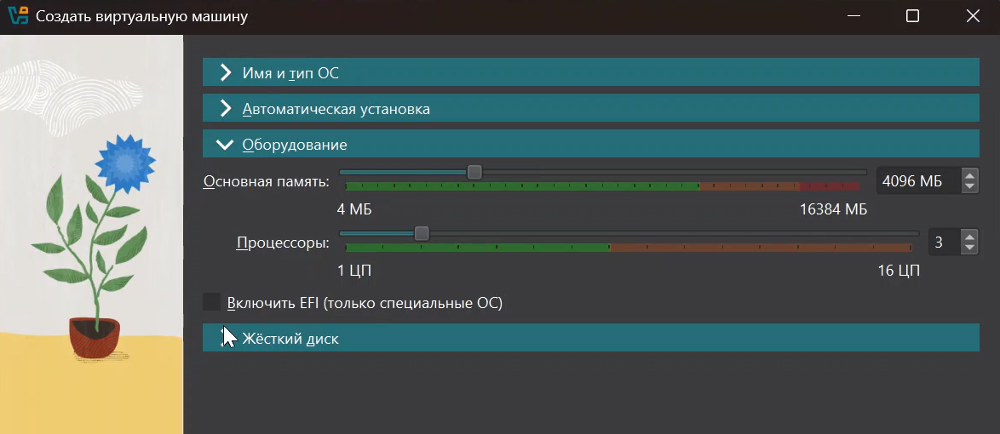 Создать виртуальную машину
Имя и тип ОС
Автоматическая установка
Оборудование
Основная память:
4096 МБ
4 МБ
16384 МБ
Процессоры:
3
1 ЦП
16 ЦП
Включить EFI (только специальные ОС)
Жёсткий диск